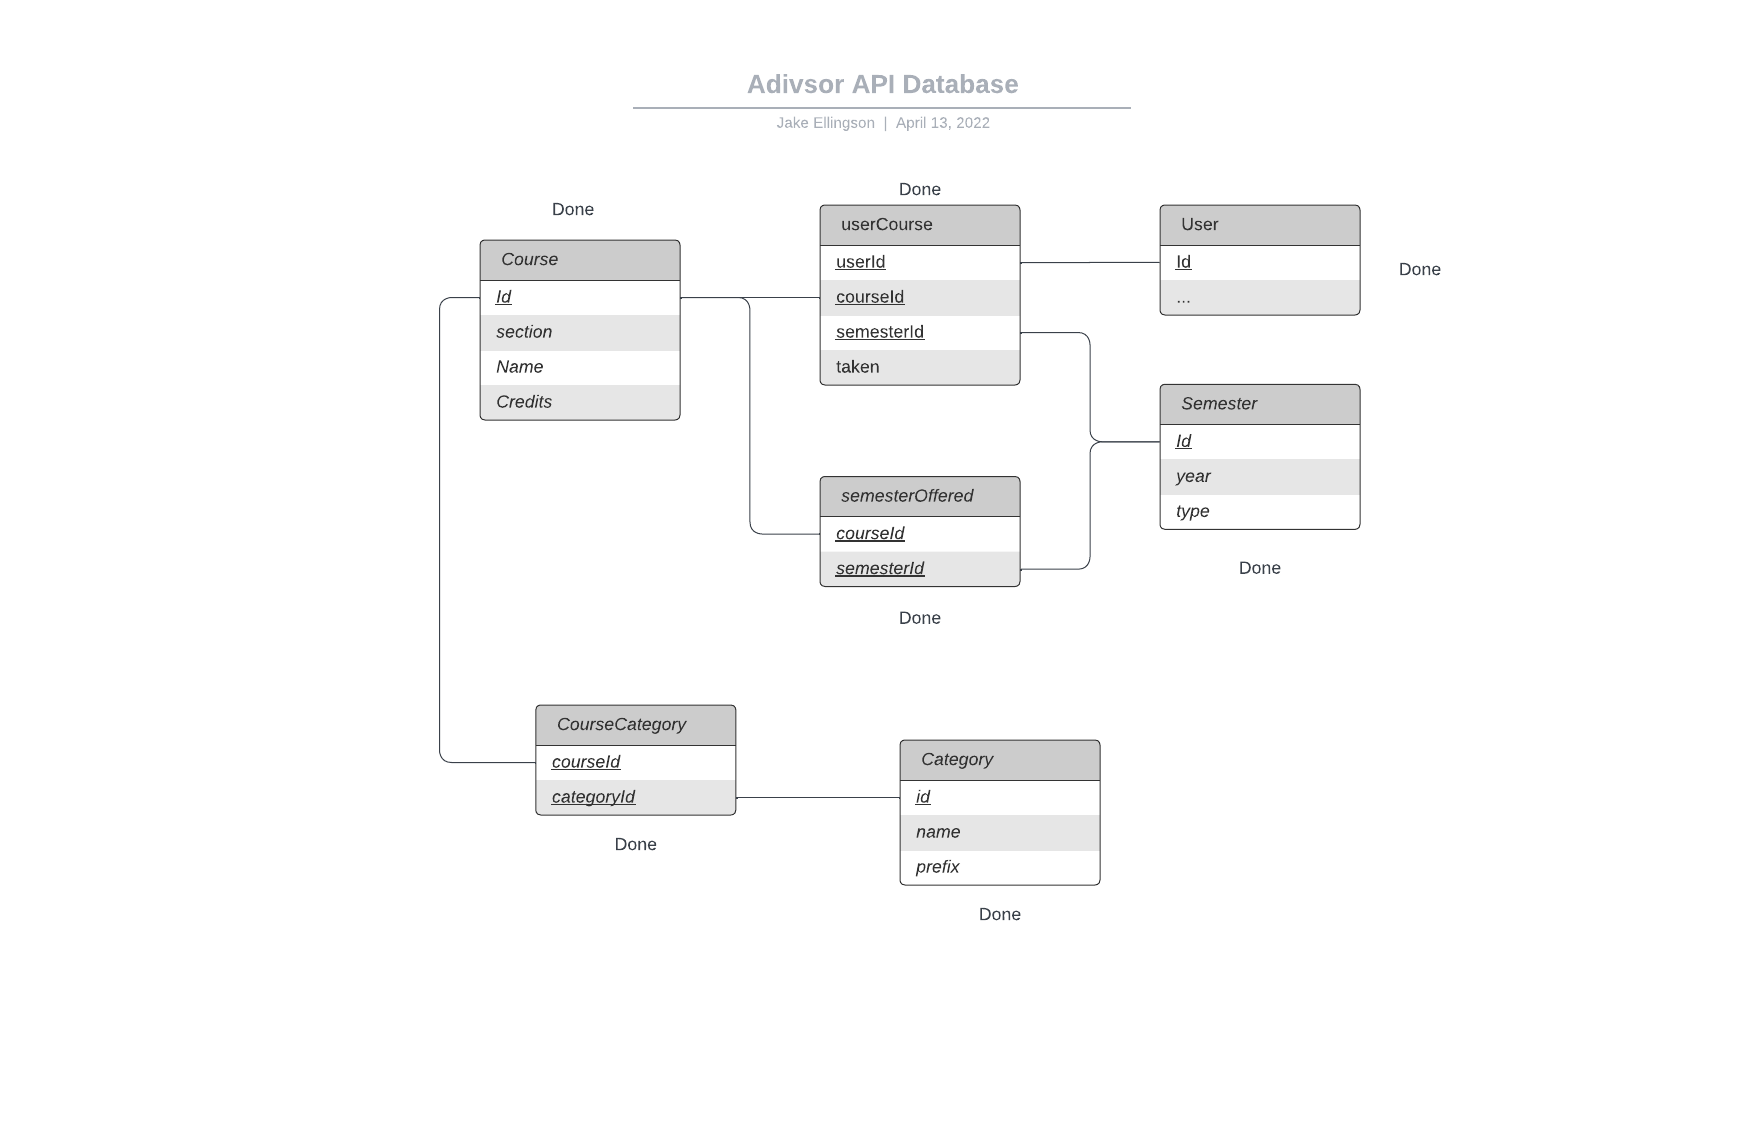 Adivsor API Database
Jake Ellingson | April 13, 2022
Done
Course
Id
section
Name
Credits
Done
userCourse
userId
courseId
semesterId
taken
User
Id
...
Done
Semester
Id
year
type
Done
semesterOffered
courseId
semesterId
Done
CourseCategory
courseId
categoryId
Done
Category
id
name
prefix
Done